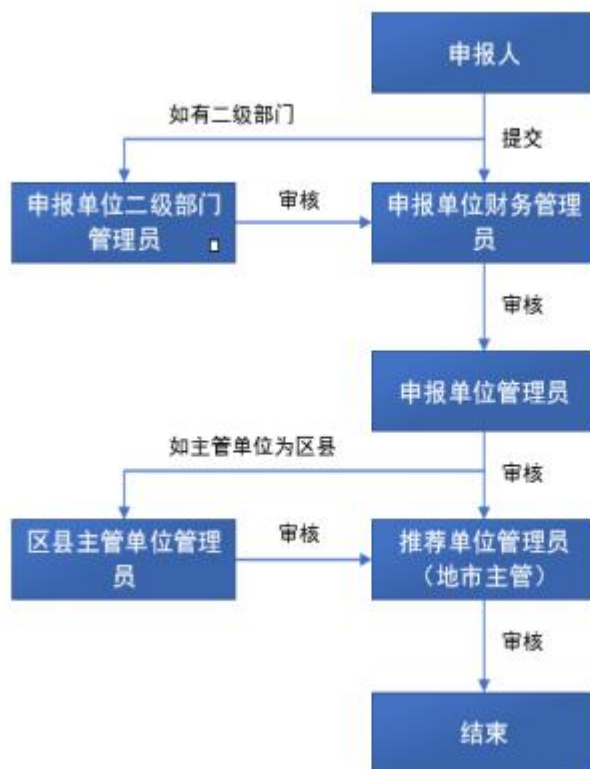 申报人
如有二级部门
提交
申报单位二级部门
管理员
审核
申报单位财务管理
员
审核
申报单位管理员
如主管单位为区县
审核
区县主管单位管理
员
审核
推荐单位管理员
（地市主管）
审核
结束